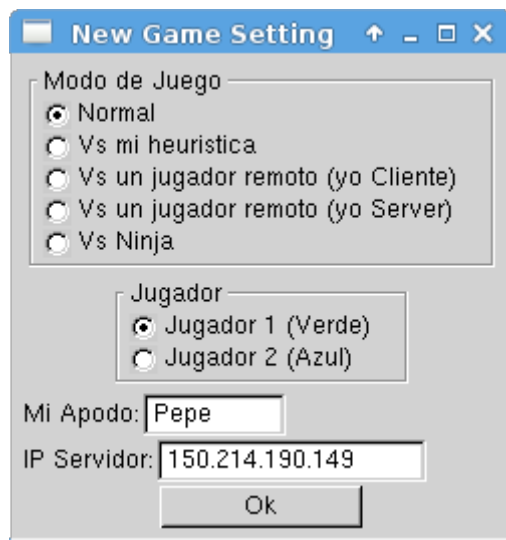 New Game Setting
Modo de Juego
Normal
Vs mi heuristica
Vs un jugador remoto (yo Cliente)
Vs un jugador remoto (yo Server)
Vs Ninja
Jugador
Jugador 1 (Verde)
Jugador 2 (Azul)
Mi Apodo: Pepe
IP Servidor: 150.214.190.149
Ok